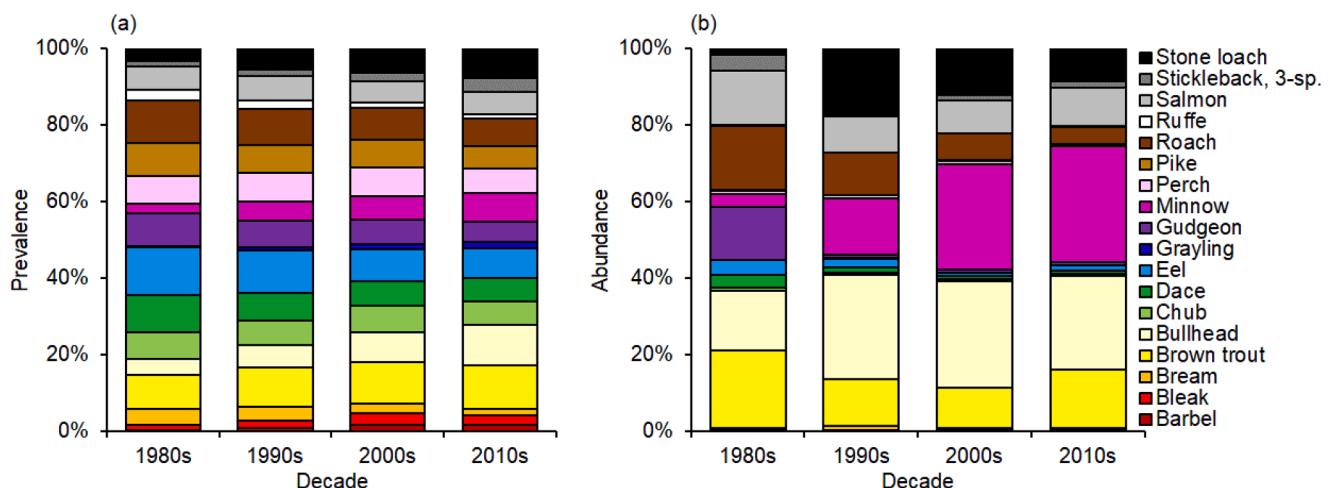 (a)
100%
80%
60%
40%
20%
0%
Prevalence
1980s 1990s 2000s 2010s
Decade
(b)
100%
80%
60%
40%
20%
0%
Abundance
1980s 1990s 2000s 2010s
Decade
Stone loach
Stickleback, 3-sp.
Salmon
Ruffe
Roach
Pike
Perch
Minnow
Gudgeon
Grayling
Eel
Dace
Chub
Bullhead
Brown trout
Bream
Bleak
Barbel